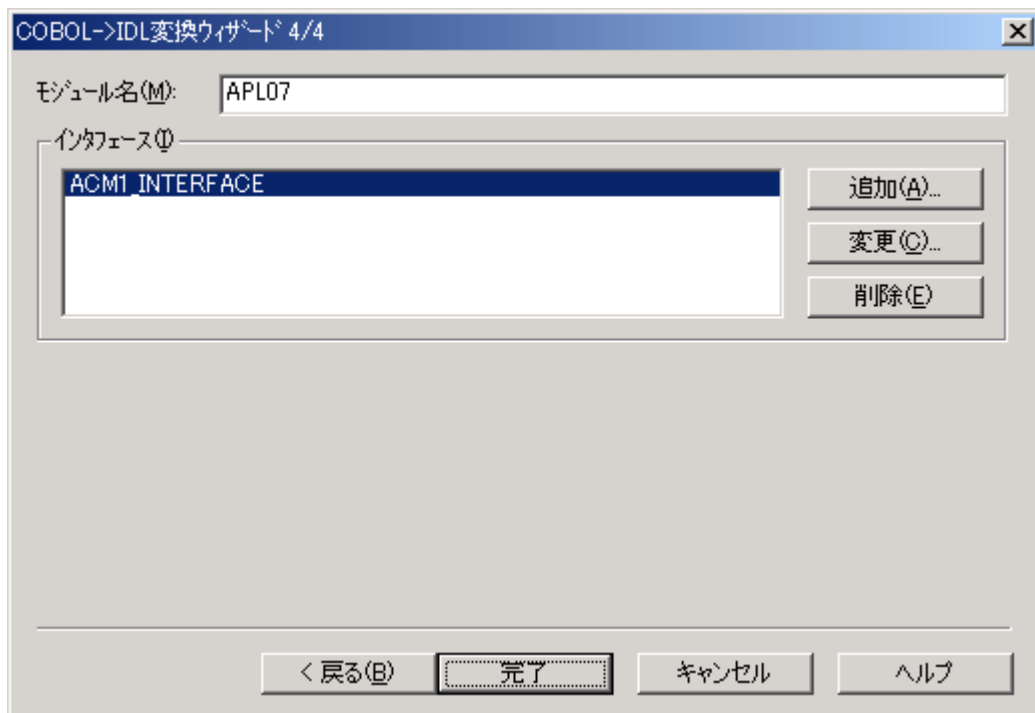 COBOL->IDL変換ウィザード 4/4
モジュール名(M): APL07
インタフェース(I)
ACM1_INTERFACE
追加(A)...
変更(C)...
削除(E)
< 戻る(B) 完了 キャンセル ヘルプ